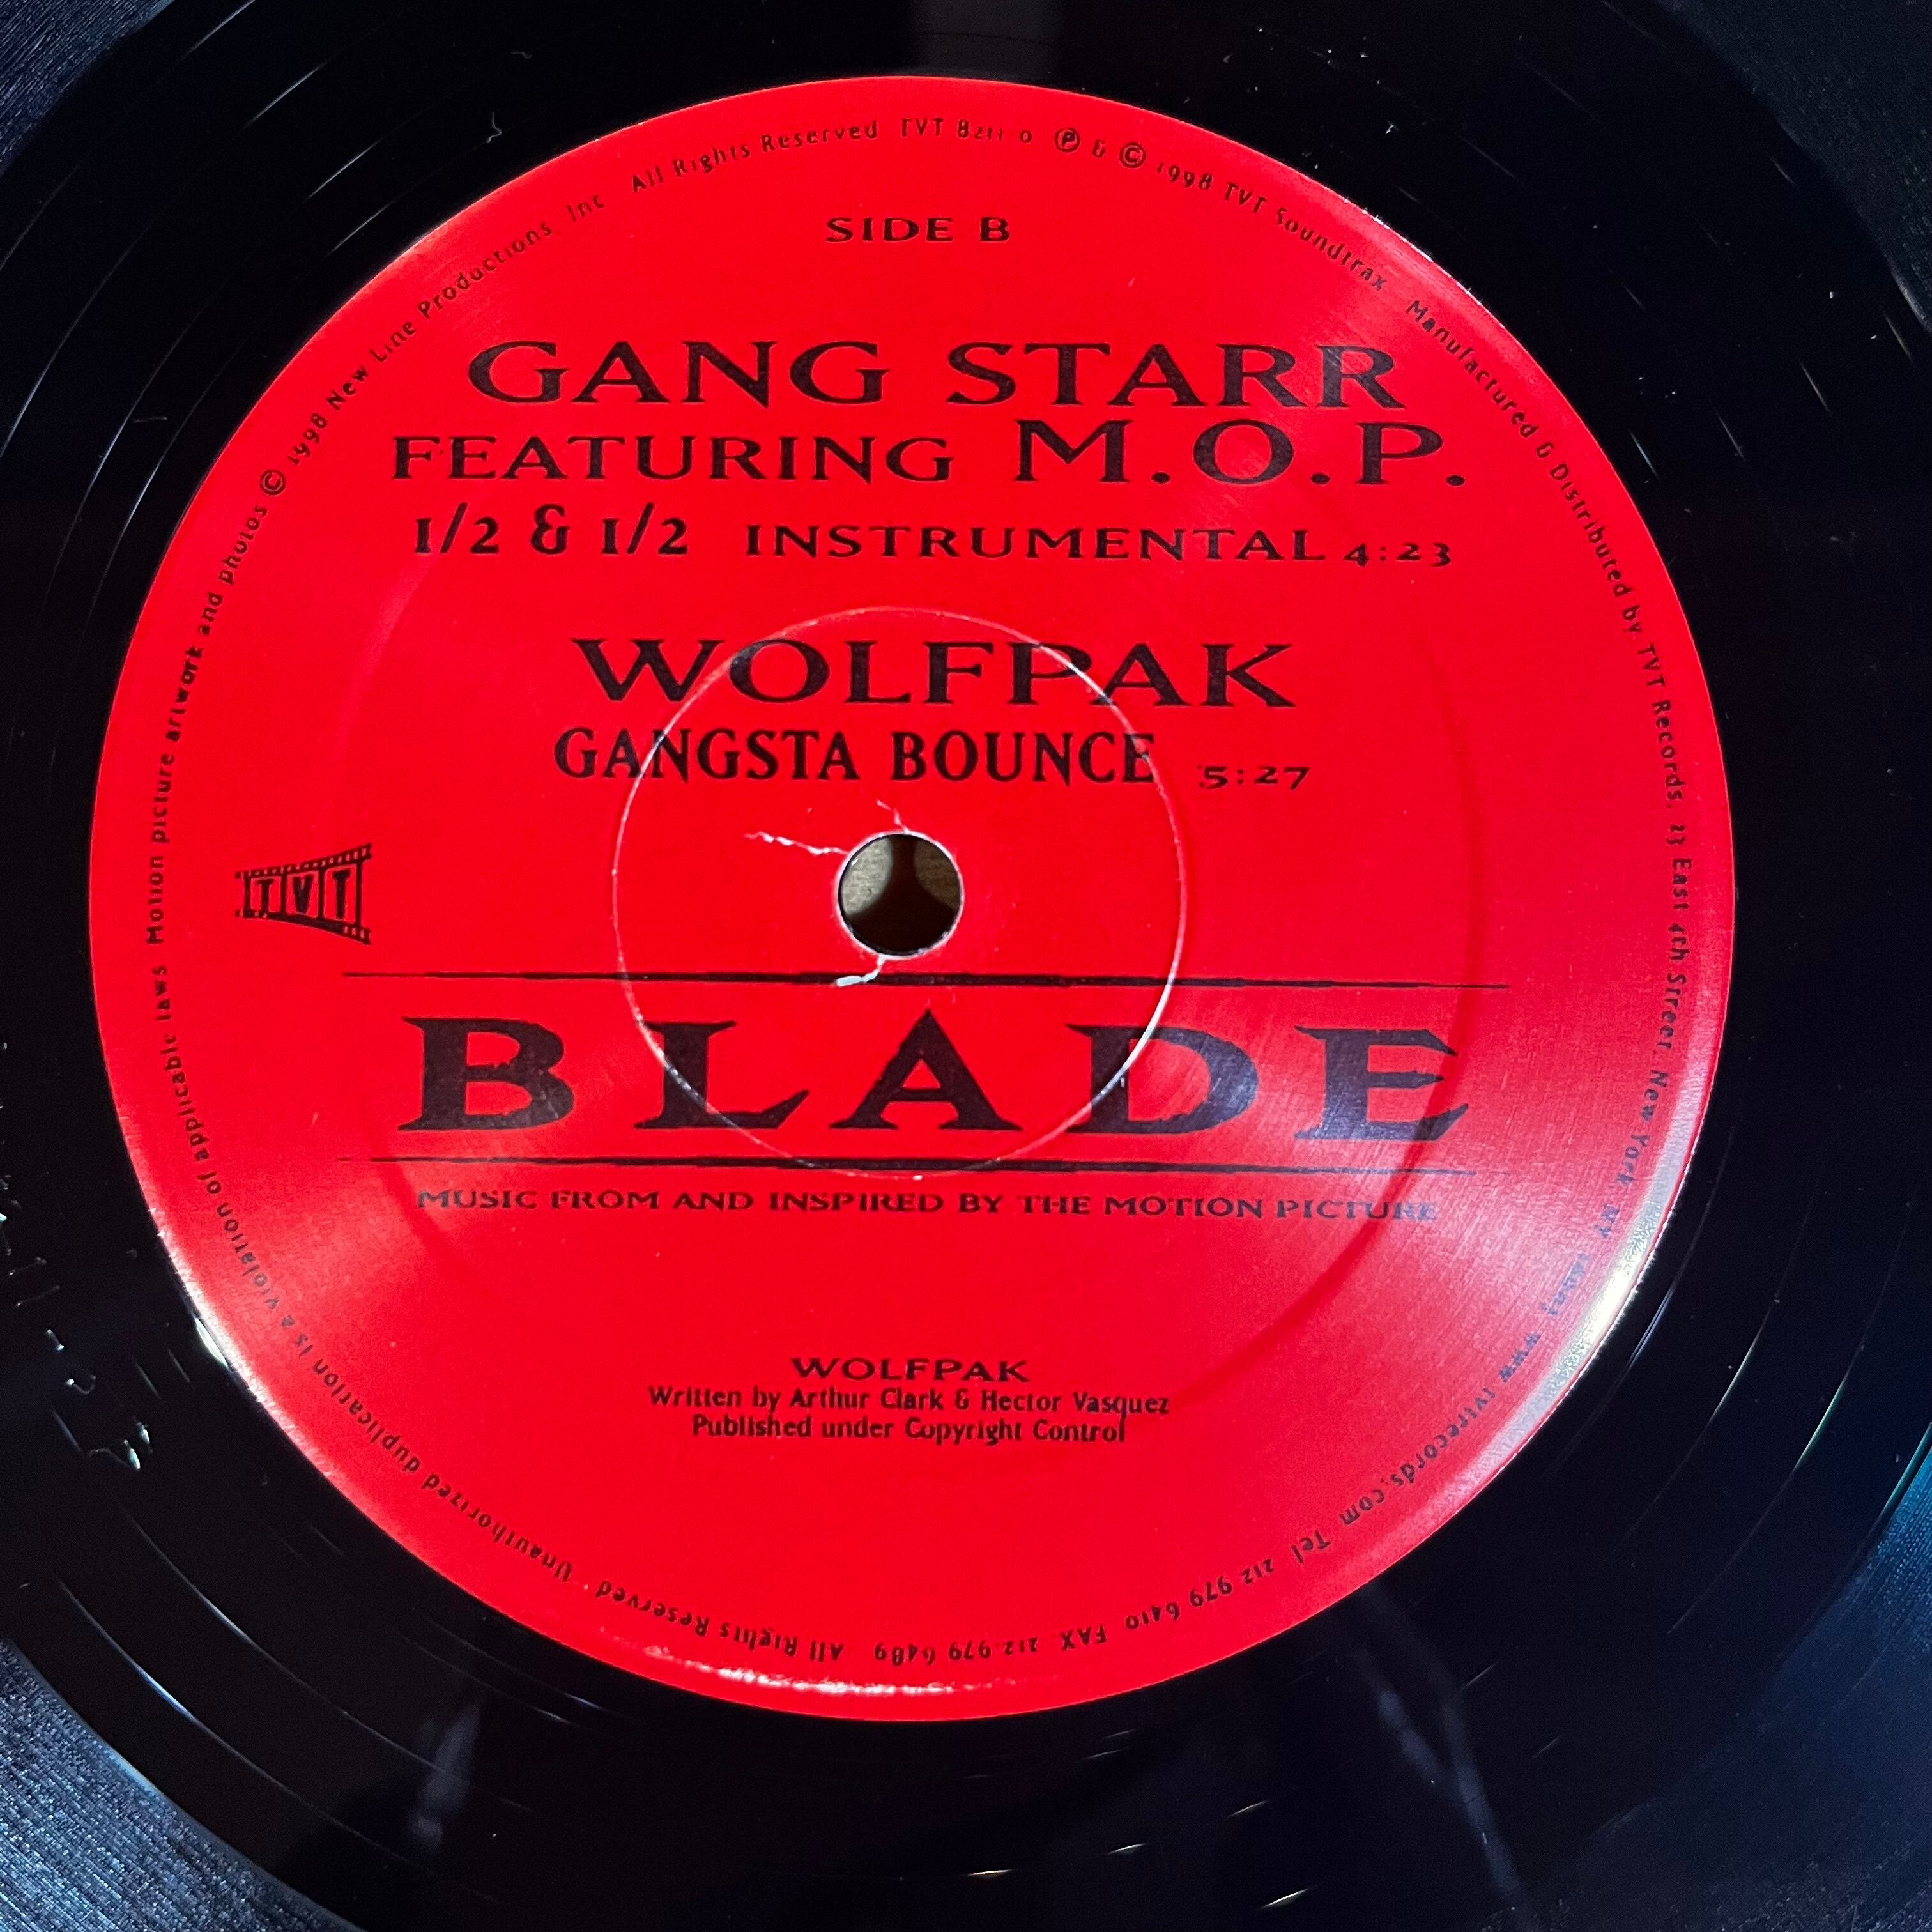 SIDE B
GANG STARR
FEATURING M.O.P.
1/2 & 1/2 INSTRUMENTAL 4:23
WOLFPAK
GANGSTA BOUNCE 5:27
TVT
BLADE
MUSIC FROM AND INSPIRED BY THE MOTION PICTURE
WOLFPAK
Written by Arthur Clark & Hector Vasquez
Published under Copyright Control
TVT 8211-0 Ⓟ & © 1998 TVT Soundtrax Manufactured & Distributed by TVT Records, 23 East 4th Street, New York NY www.tvtrecords.com Tel 212 979 6410 FAX 212.979 6489 All Rights Reserved. Unauthorized duplication is a violation of applicable laws Motion picture artwork and photos © 1998 New Line Productions, Inc All Rights Reserved